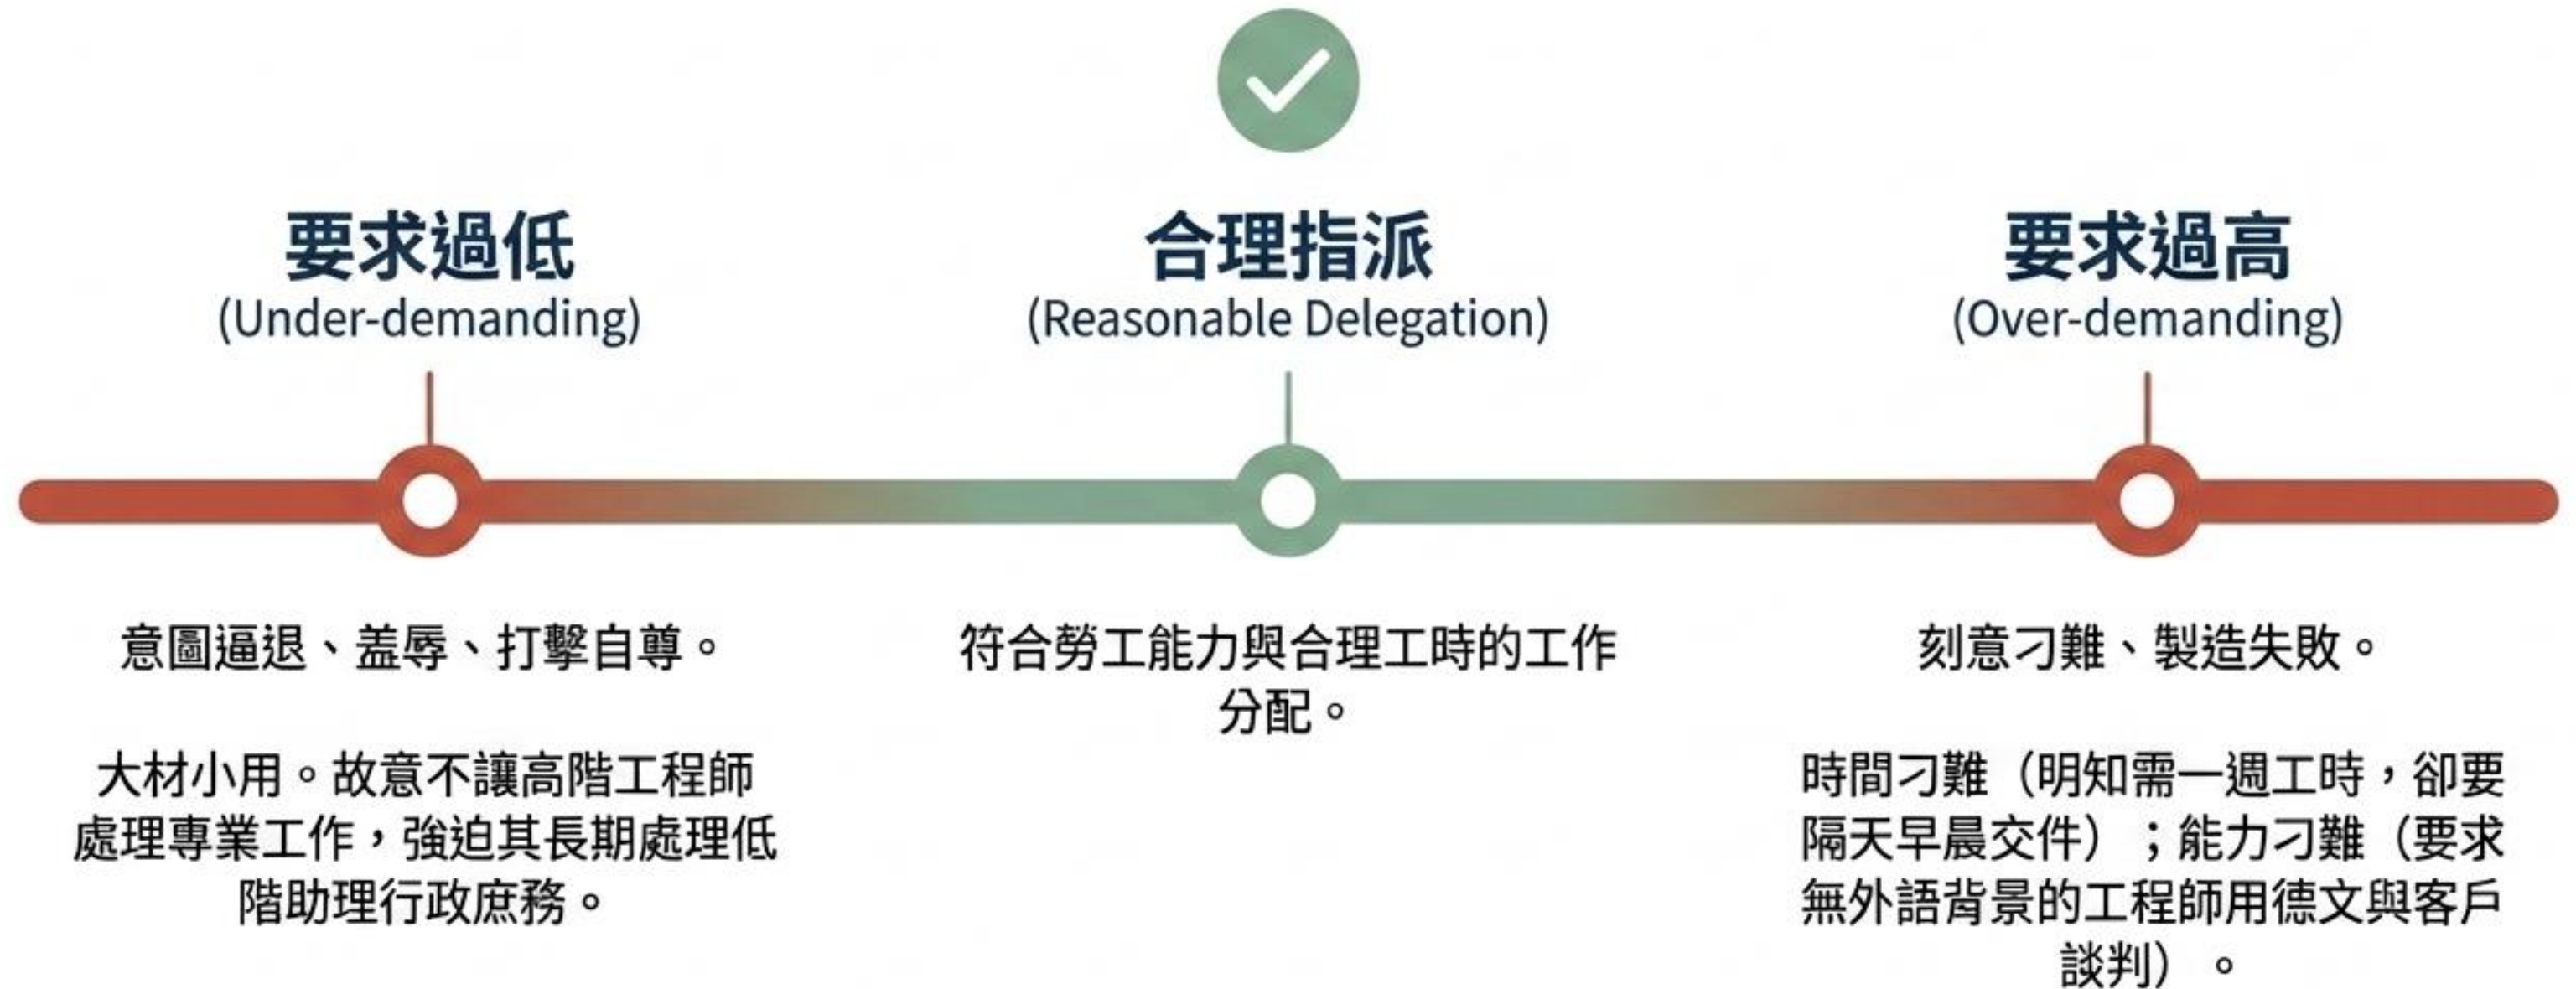 要求過低
(Under-demanding)
意圖逼退、羞辱、打擊自尊。
大材小用。故意不讓高階工程師
處理專業工作，強迫其長期處理低
階助理行政庶務。
合理指派
(Reasonable Delegation)
符合勞工能力與合理工時的工作
分配。
要求過高
(Over-demanding)
刻意刁難、製造失敗。
時間刁難（明知需一週工時，卻要
隔天早晨交件）；能力刁難（要求
無外語背景的工程師用德文與客戶
談判）。